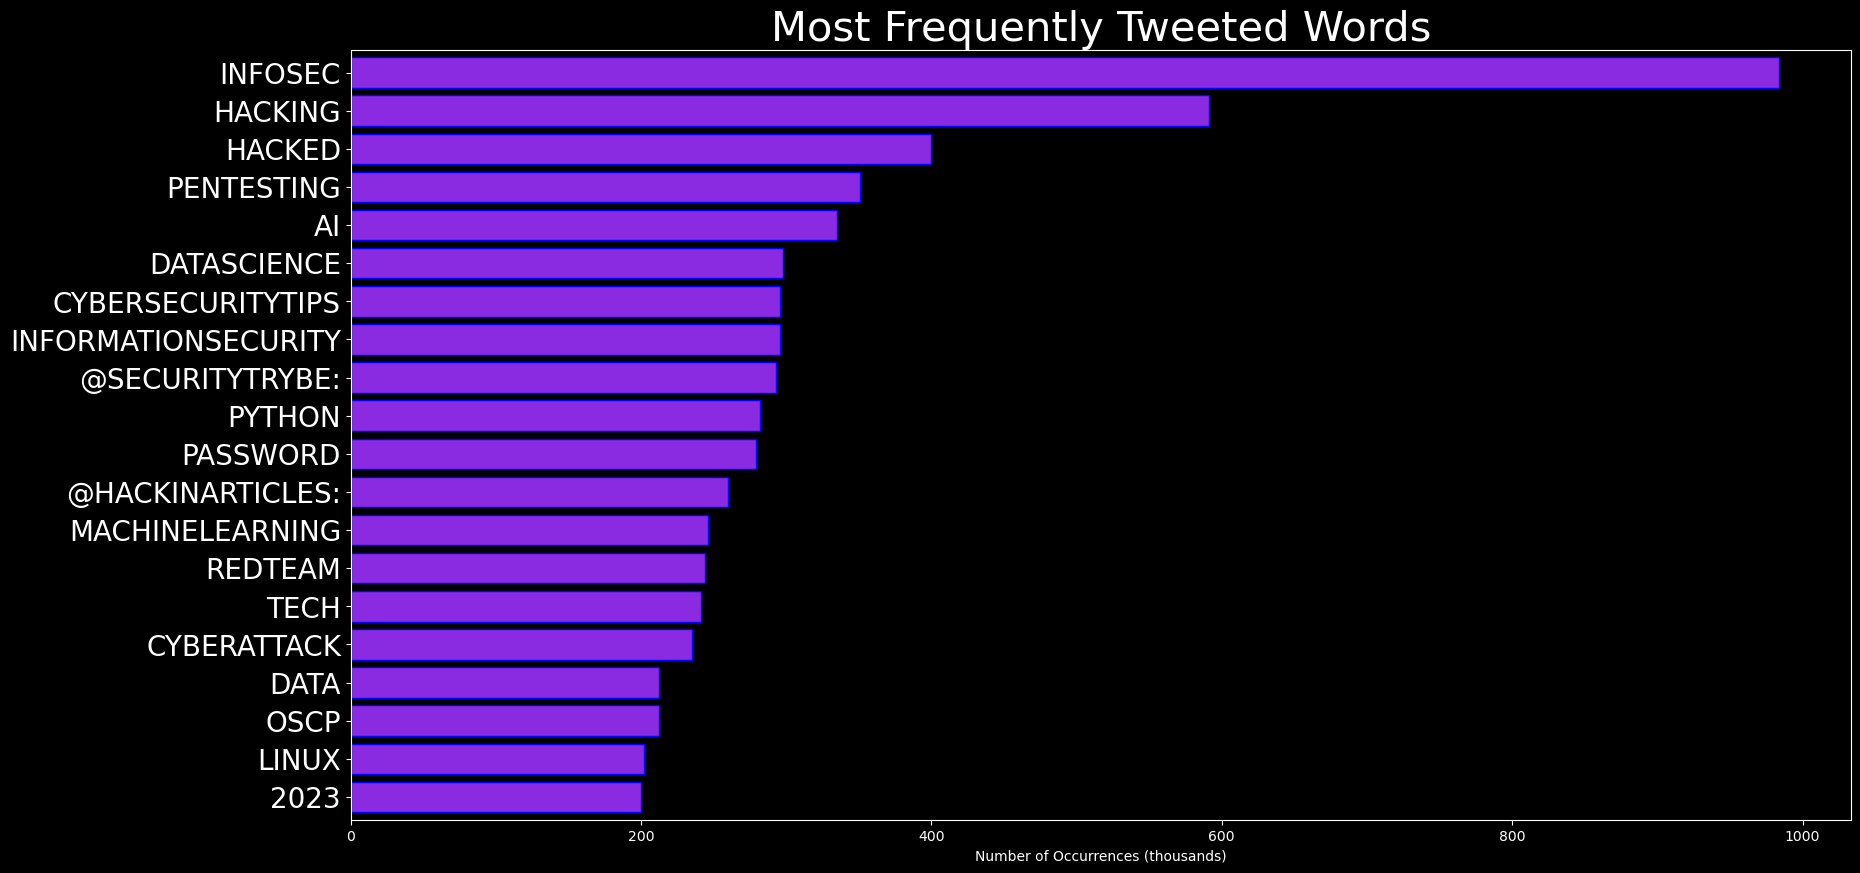 Most Frequently Tweeted Words
INFOSEC
HACKING
HACKED
PENTESTING
AI
DATASCIENCE
CYBERSECURITYTIPS
INFORMATIONSECURITY
@SECURITYTRYBE:
PYTHON
PASSWORD
@HACKINARTICLES:
MACHINELEARNING
REDTEAM
TECH
CYBERATTACK
DATA
OSCP
LINUX
2023
0 200 400 600 800 1000
Number of Occurrences (thousands)